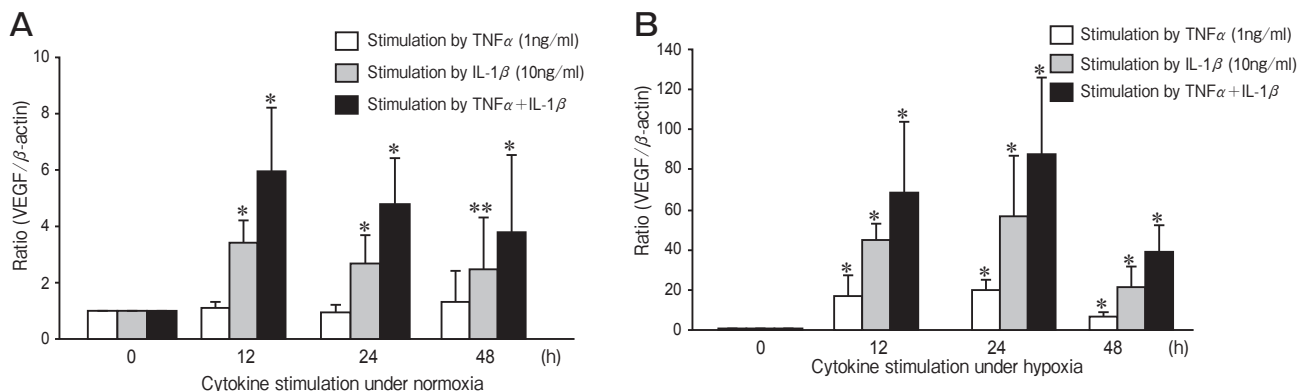 A
Stimulation by TNFα (1ng/ml)
Stimulation by IL-1β (10ng/ml)
Stimulation by TNFα+IL-1β
Ratio (VEGF/β-actin)
10
8
6
4
2
0
*
*
*
*
**
*
0 12 24 48 (h)
Cytokine stimulation under normoxia
B
Stimulation by TNFα (1ng/ml)
Stimulation by IL-1β (10ng/ml)
Stimulation by TNFα+IL-1β
Ratio (VEGF/β-actin)
140
120
100
80
60
40
20
0
*
*
*
*
*
*
*
*
*
0 12 24 48 (h)
Cytokine stimulation under hypoxia